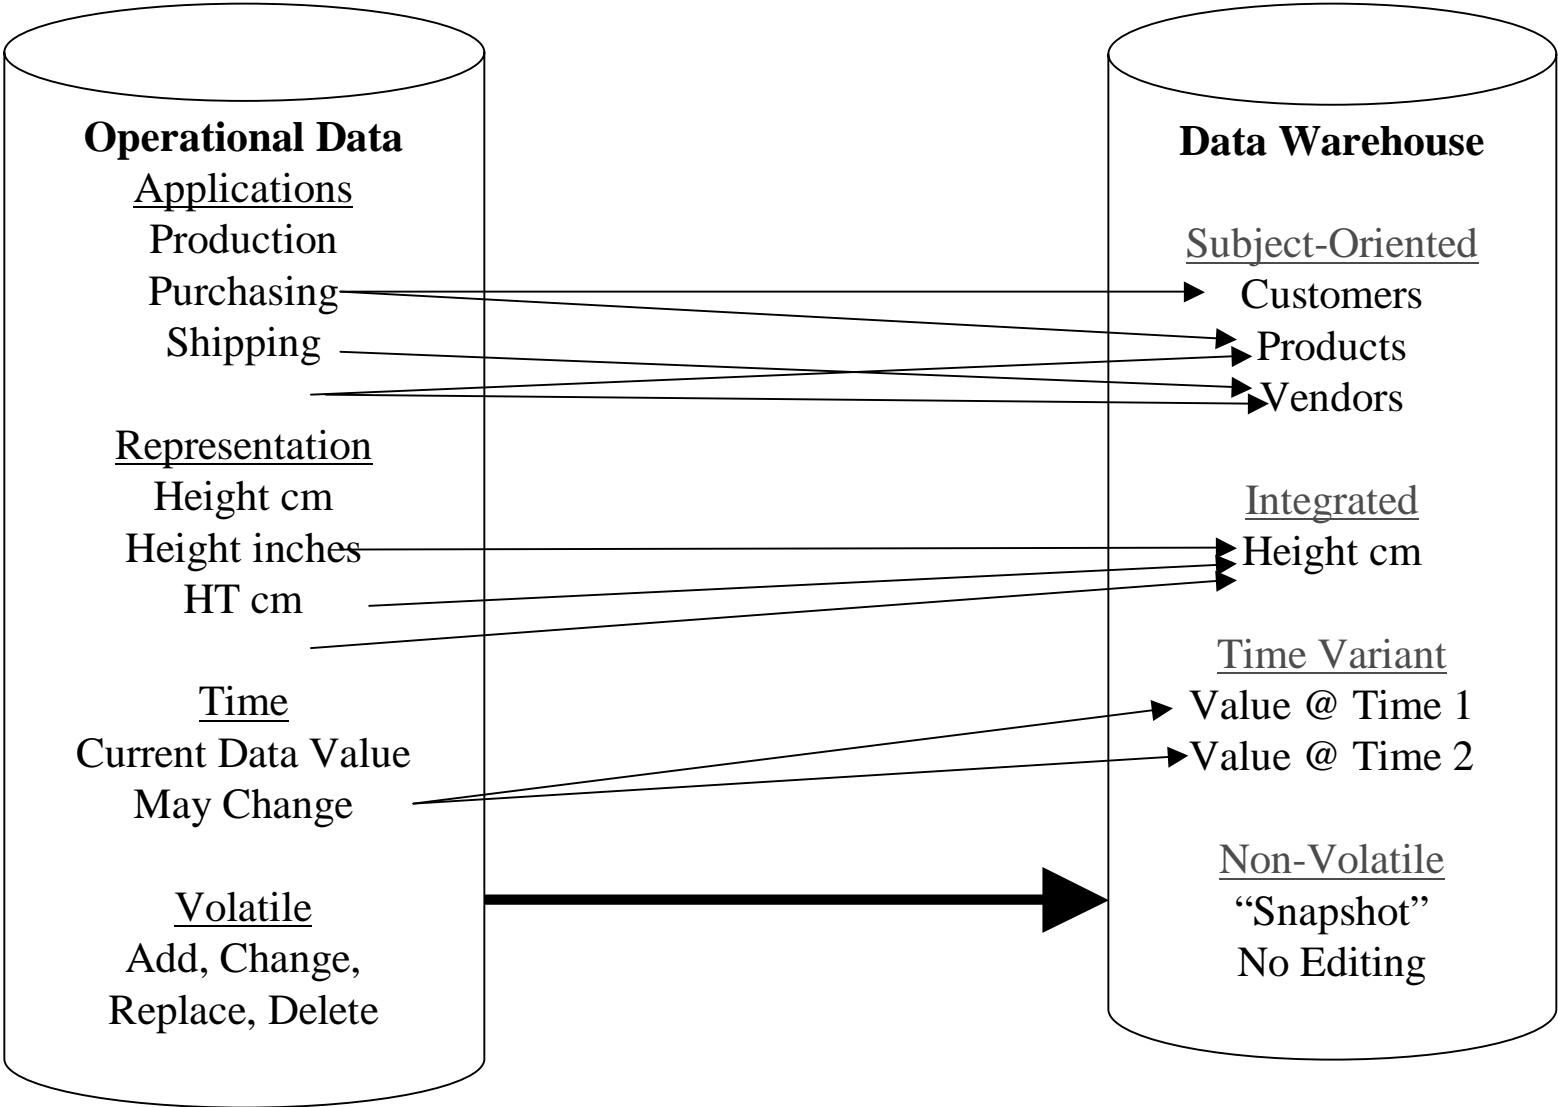 Operational Data
Applications
Production
Purchasing
Shipping
Representation
Height cm
Height inches
HT cm
Time
Current Data Value
May Change
Volatile
Add, Change,
Replace, Delete
Data Warehouse
Subject-Oriented
Customers
Products
Vendors
Integrated
Height cm
Time Variant
Value @ Time 1
Value @ Time 2
Non-Volatile
“Snapshot”
No Editing